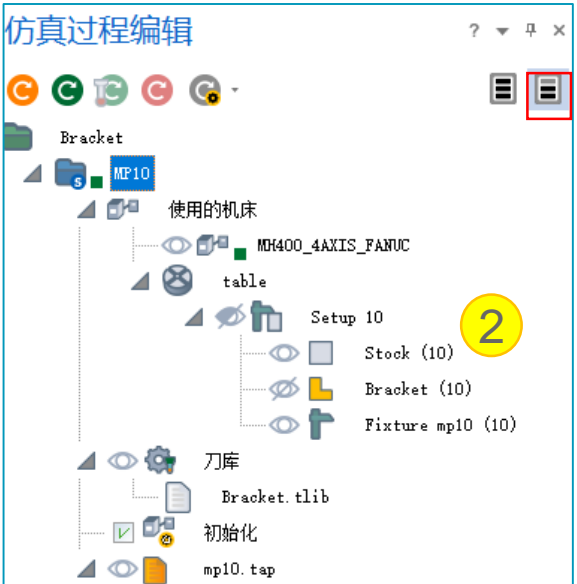 仿真过程编辑
?
Bracket
S MP10
使用的机床
MH400_4AXIS_FANUC
table
Setup 10
2
Stock (10)
Bracket (10)
Fixture mp10 (10)
刀库
Bracket.tlib
初始化
mp10.tap